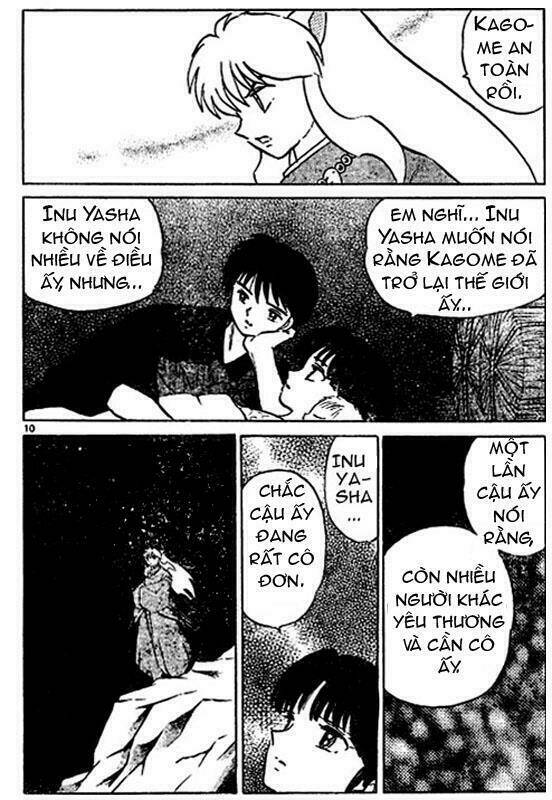 KAGO-
ME AN
TOÀN
RỒI.
EM NGHĨ... INU
YASHA MUỐN NÓI
RẰNG KAGOME ĐÃ
TRỞ LẠI THẾ GIỚI
ẤY..
INU YASHA
KHÔNG NÓI
NHIỀU VỀ ĐIỀU
ẤY, NHƯNG..
10
MỘT
LẦN
CẬU ẤY
NÓI
RẰNG,
CÒN NHIỀU
NGƯỜI KHÁC
YÊU THƯƠNG
VÀ CẦN CÔ
ẤY.
INU
YA-
SHA
...
CHẮC
CẬU ẤY
ĐANG
RẤT CÔ
ĐƠN.